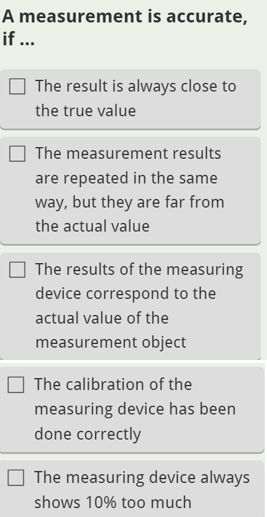 A measurement is accurate,
if ...
The result is always close to
the true value
The measurement results
are repeated in the same
way, but they are far from
the actual value
The results of the measuring
device correspond to the
actual value of the
measurement object
The calibration of the
measuring device has been
done correctly
The measuring device always
shows 10% too much